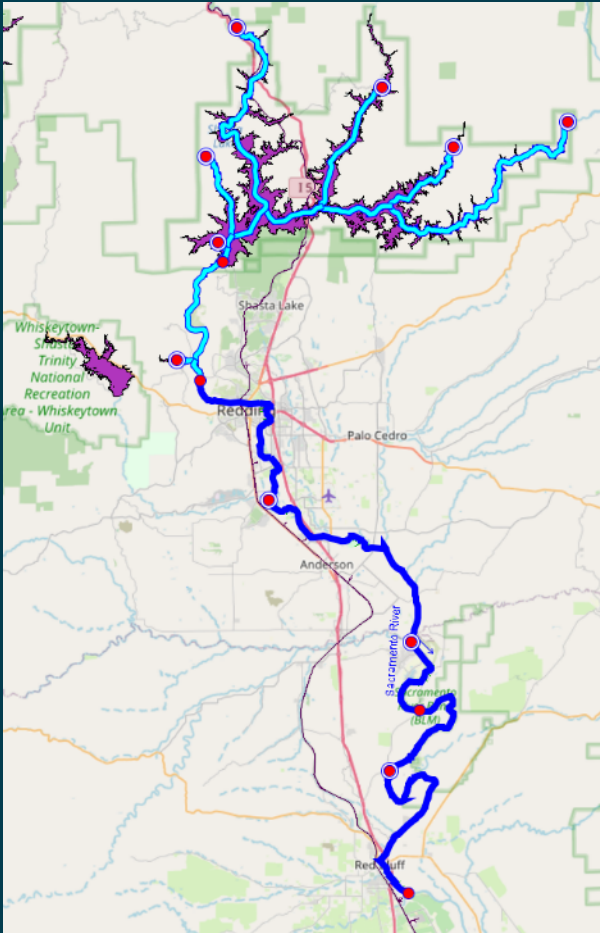 15
Shasta Lake
Whiskeytown-
Shasta-
Trinity
National
Recreation
Area - Whiskeytown
Unit
Redding
Palo Cedro
Anderson
Sacramento River
Sacramento
(BLM)
Red Bluff